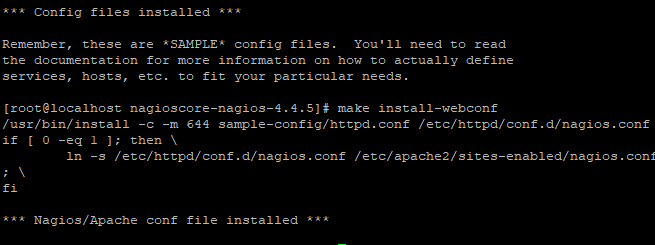 *** Config files installed ***
Remember, these are *SAMPLE* config files.  You'll need to read
the documentation for more information on how to actually define
services, hosts, etc. to fit your particular needs.
[root@localhost nagioscore-nagios-4.4.5]# make install-webconf
/usr/bin/install -c -m 644 sample-config/httpd.conf /etc/httpd/conf.d/nagios.conf
if [ 0 -eq 1 ]; then \
        ln -s /etc/httpd/conf.d/nagios.conf /etc/apache2/sites-enabled/nagios.conf
; \
fi
*** Nagios/Apache conf file installed ***